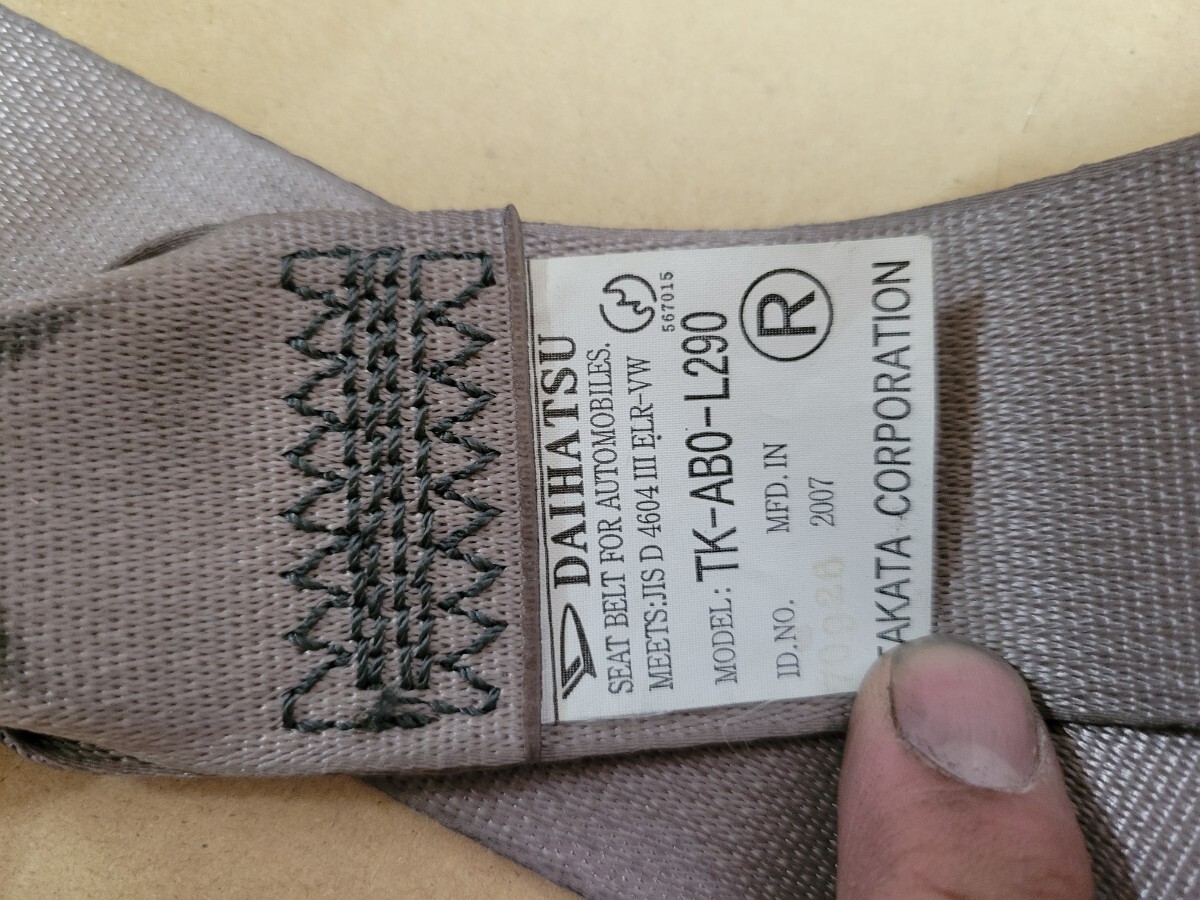 DAIHATSU
SEAT BELT FOR AUTOMOBILES.
MEETS:JIS D 4604 III ELR-VW
567015
MODEL: TK-AB0-L290
R
ID.NO. MFD.IN
2007
TAKATA CORPORATION